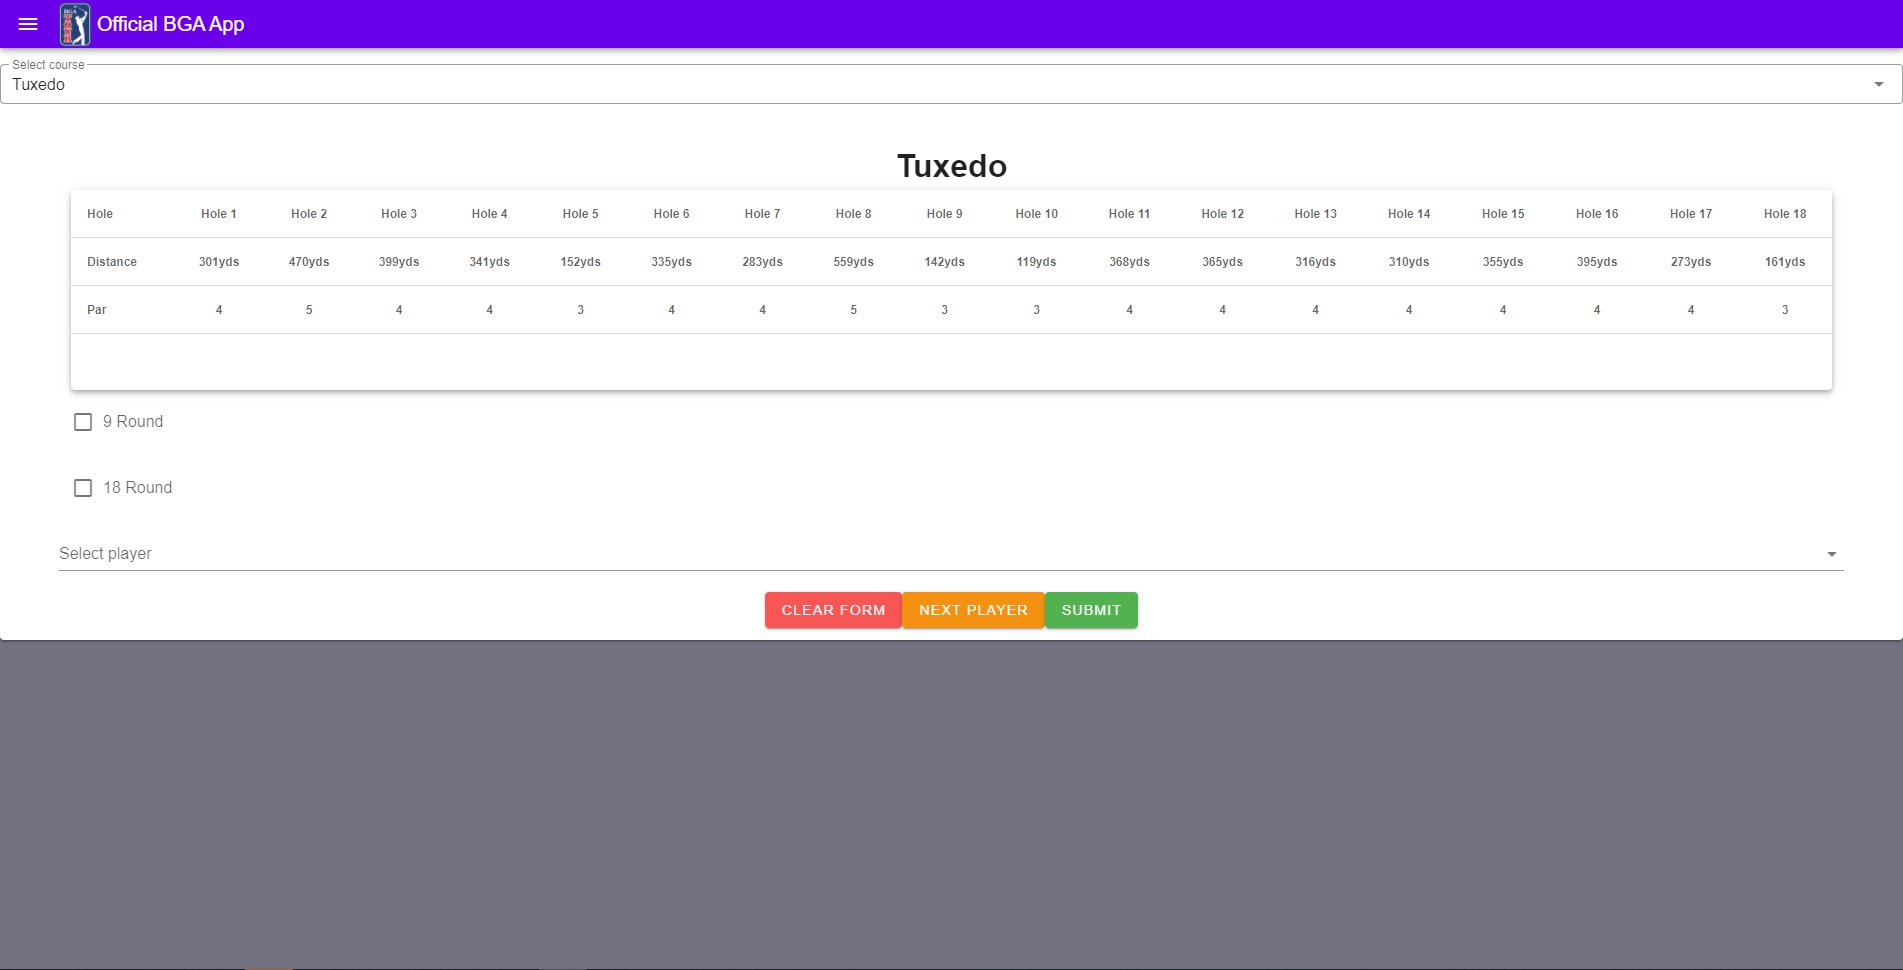 Official BGA App
Select course
Tuxedo
Tuxedo
Hole Hole 1 Hole 2 Hole 3 Hole 4 Hole 5 Hole 6 Hole 7 Hole 8 Hole 9 Hole 10 Hole 11 Hole 12 Hole 13 Hole 14 Hole 15 Hole 16 Hole 17 Hole 18
Distance 301yds 470yds 399yds 341yds 152yds 335yds 283yds 559yds 142yds 119yds 368yds 365yds 316yds 310yds 355yds 395yds 273yds 161yds
Par 4 5 4 4 3 4 4 5 3 3 4 4 4 4 4 4 4 3
9 Round
18 Round
Select player
CLEAR FORM NEXT PLAYER SUBMIT